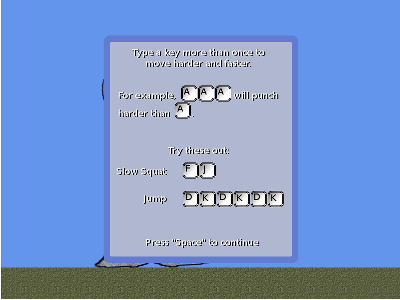 Type a key more than once to
move harder and faster.
For example, A A A will punch
harder than A.
Try these out:
Slow Squat F J
Jump D K D K D K
Press "Space" to continue